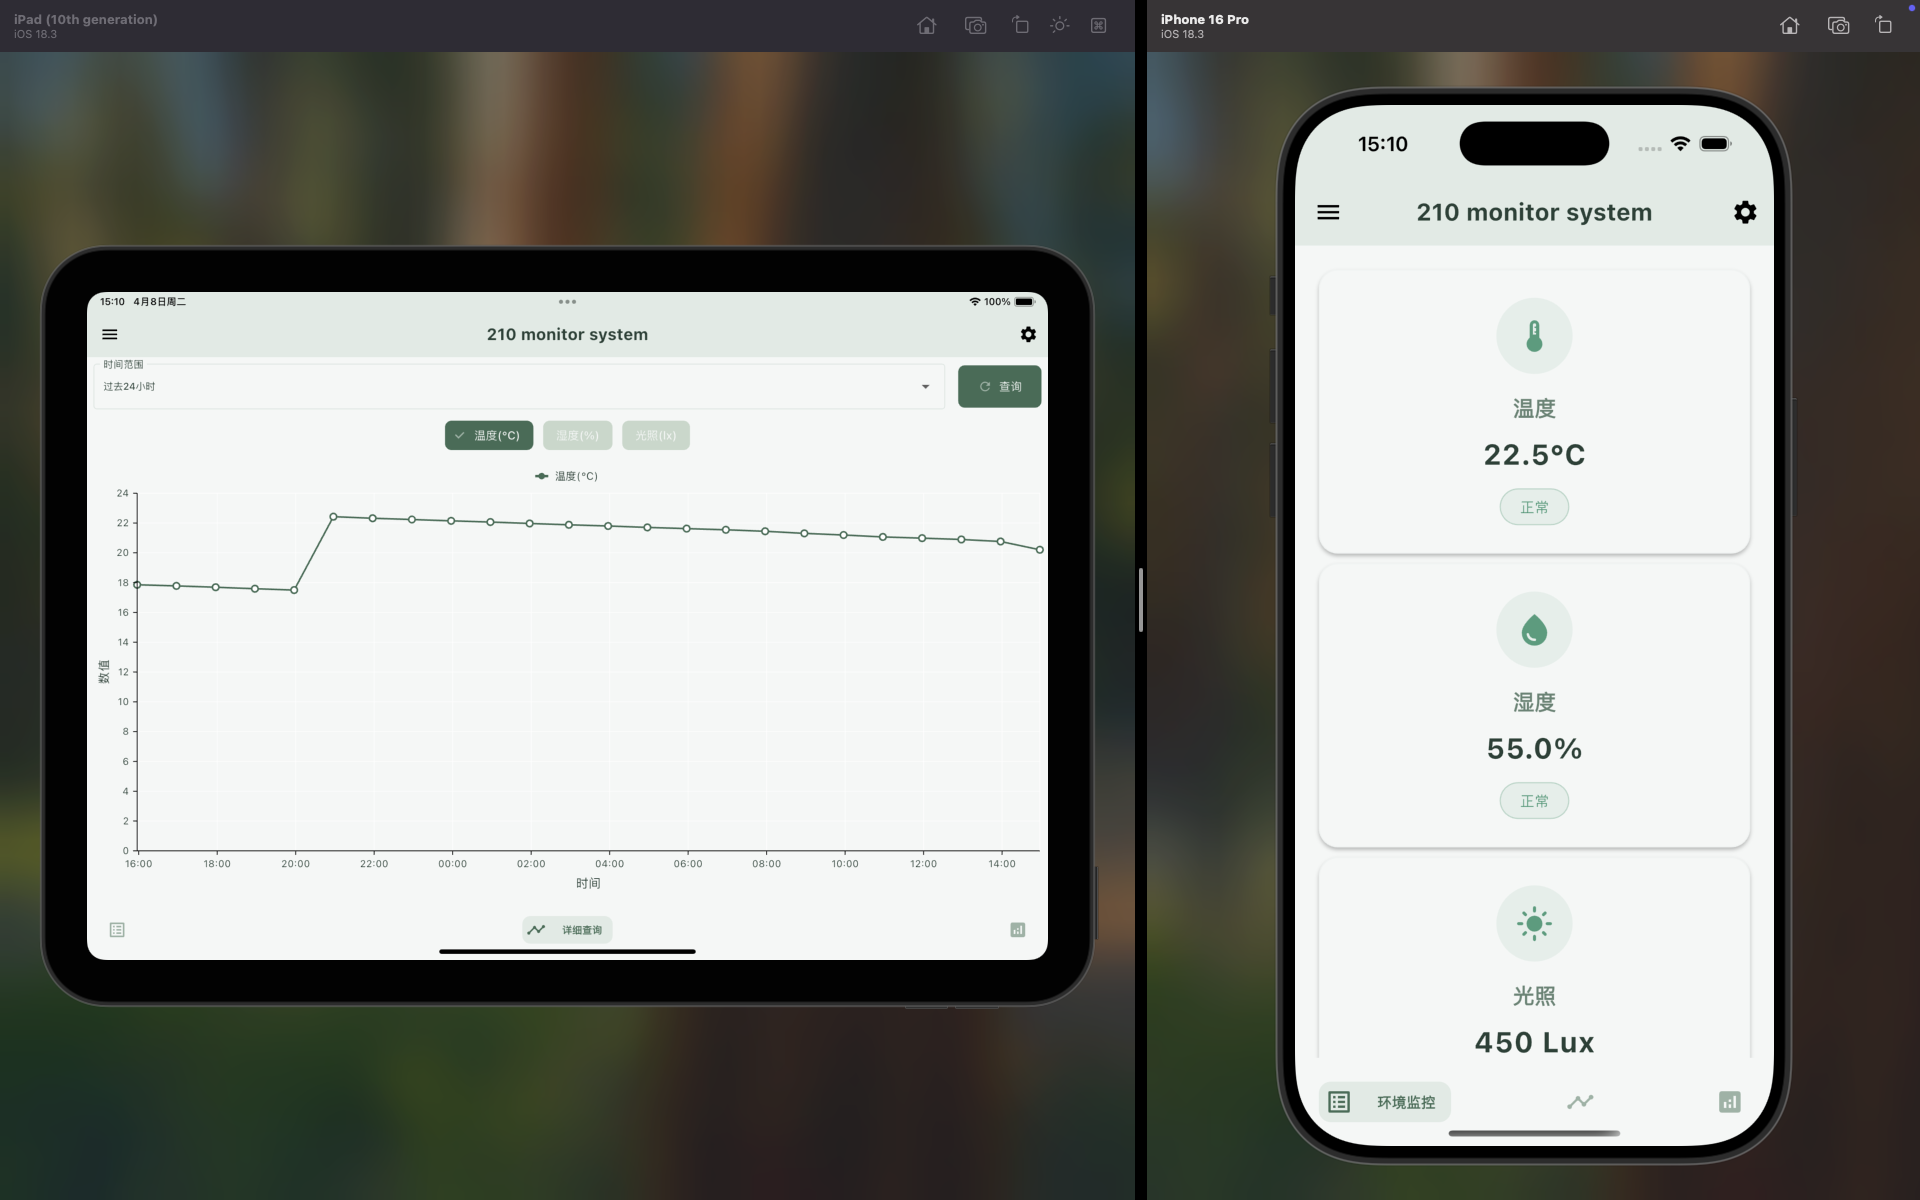 iPad (10th generation)
iOS 18.3
15:10 4月8日周二
100%
210 monitor system
时间范围
过去24小时
查询
温度(°C)
湿度(%)
光照(lx)
温度(°C)
24
22
20
18
16
14
12
10
8
6
4
2
0
数值
16:00 18:00 20:00 22:00 00:00 02:00 04:00 06:00 08:00 10:00 12:00 14:00
时间
详细查询
iPhone 16 Pro
iOS 18.3
15:10
210 monitor system
温度
22.5°C
正常
湿度
55.0%
正常
光照
450 Lux
环境监控